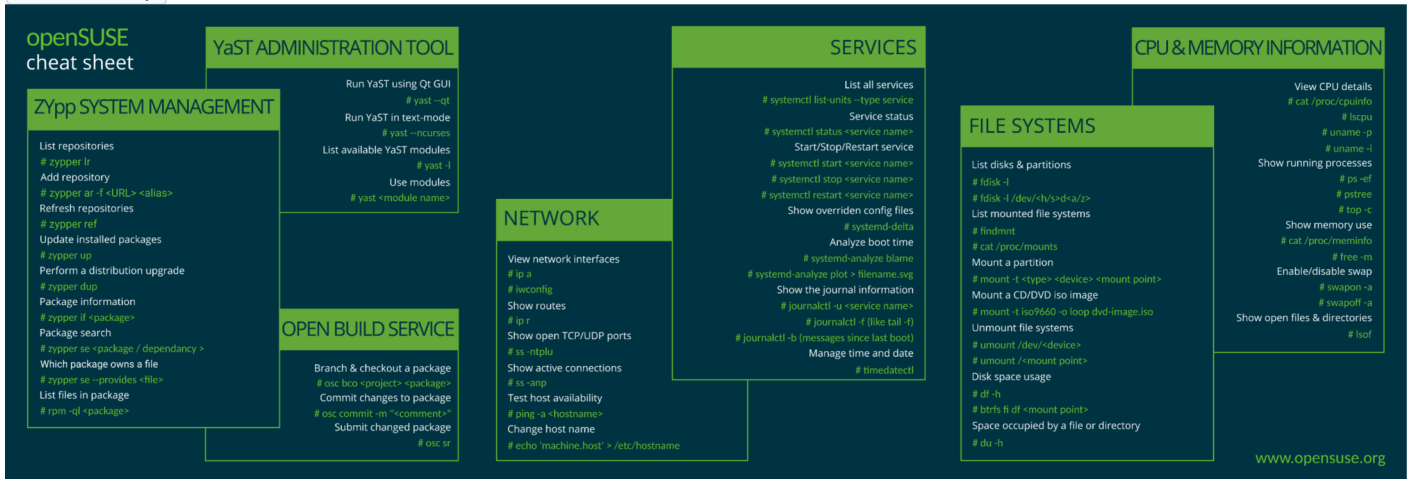 openSUSE
cheat sheet
ZYpp SYSTEM MANAGEMENT
List repositories
# zypper lr
Add repository
# zypper ar -f <URL> <alias>
Refresh repositories
# zypper ref
Update installed packages
# zypper up
Perform a distribution upgrade
# zypper dup
Package information
# zypper if <package>
Package search
# zypper se <package / dependancy >
Which package owns a file
# zypper se --provides <file>
List files in package
# rpm -ql <package>
YaST ADMINISTRATION TOOL
Run YaST using Qt GUI
# yast --qt
Run YaST in text-mode
# yast --ncurses
List available YaST modules
# yast -l
Use modules
# yast <module name>
OPEN BUILD SERVICE
Branch & checkout a package
# osc bco <project> <package>
Commit changes to package
# osc commit -m "<comment>"
Submit changed package
# osc sr
NETWORK
View network interfaces
# ip a
# iwconfig
Show routes
# ip r
Show open TCP/UDP ports
# ss -ntplu
Show active connections
# ss -anp
Test host availability
# ping -a <hostname>
Change host name
# echo 'machine.host' > /etc/hostname
SERVICES
List all services
# systemctl list-units --type service
Service status
# systemctl status <service name>
Start/Stop/Restart service
# systemctl start <service name>
# systemctl stop <service name>
# systemctl restart <service name>
Show overriden config files
# systemd-delta
Analyze boot time
# systemd-analyze blame
# systemd-analyze plot > filename.svg
Show the journal information
# journalctl -u <service name>
# journalctl -f (like tail -f)
# journalctl -b (messages since last boot)
Manage time and date
# timedatectl
FILE SYSTEMS
List disks & partitions
# fdisk -l
# fdisk -l /dev/<h/s>d<a/z>
List mounted file systems
# findmnt
# cat /proc/mounts
Mount a partition
# mount -t <type> <device> <mount point>
Mount a CD/DVD iso image
# mount -t iso9660 -o loop dvd-image.iso
Unmount file systems
# umount /dev/<device>
# umount /<mount point>
Disk space usage
# df -h
# btrfs fi df <mount point>
Space occupied by a file or directory
# du -h
CPU & MEMORY INFORMATION
View CPU details
# cat /proc/cpuinfo
# lscpu
# uname -p
# uname -i
Show running processes
# ps -ef
# pstree
# top -c
Show memory use
# cat /proc/meminfo
# free -m
Enable/disable swap
# swapon -a
# swapoff -a
Show open files & directories
# lsof
www.opensuse.org